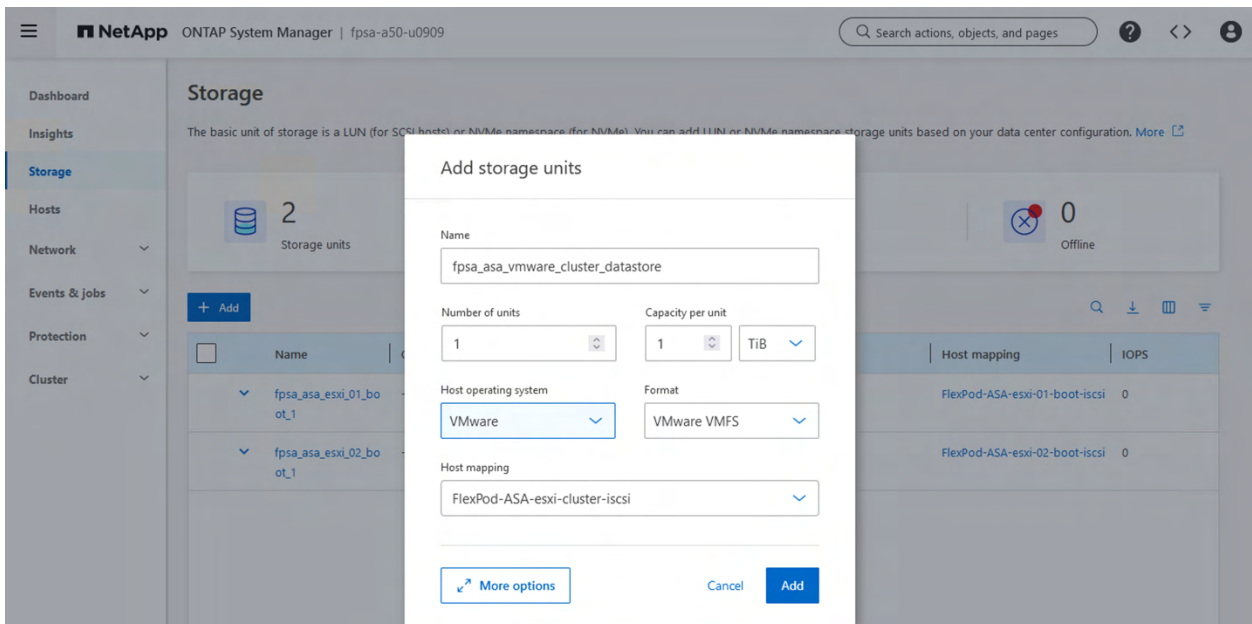 NetApp ONTAP System Manager | fpsa-a50-u0909
Search actions, objects, and pages
Dashboard
Insights
Storage
Hosts
Network
Events & jobs
Protection
Cluster
Storage
The basic unit of storage is a LUN (for SCSI hosts) or NVMe namespace (for NVMe). You can add LUN or NVMe namespace storage units based on your data center configuration. More
2
Storage units
0
Offline
Add
Name
Host mapping
IOPS
fpsa_asa_esxi_01_bo
ot_1
FlexPod-ASA-esxi-01-boot-iscsi 0
fpsa_asa_esxi_02_bo
ot_1
FlexPod-ASA-esxi-02-boot-iscsi 0
Add storage units
Name
fpsa_asa_vmware_cluster_datastore
Number of units
Capacity per unit
1
1
TiB
Host operating system
Format
VMware
VMware VMFS
Host mapping
FlexPod-ASA-esxi-cluster-iscsi
More options
Cancel
Add